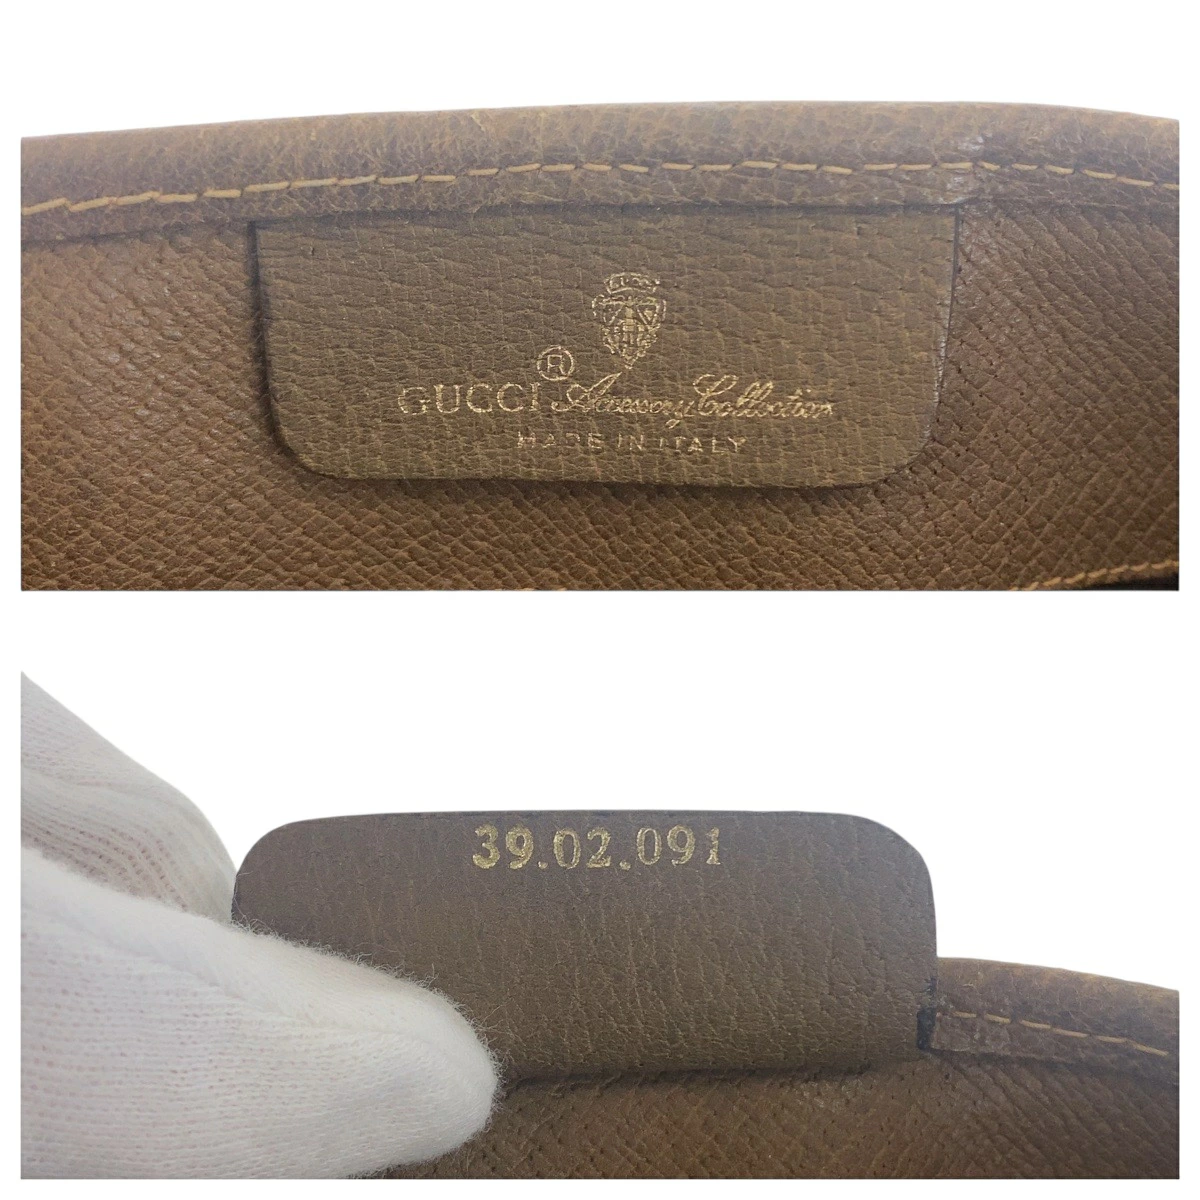 GUCCI ® Accessory Collection
MADE IN ITALY
39.02.091